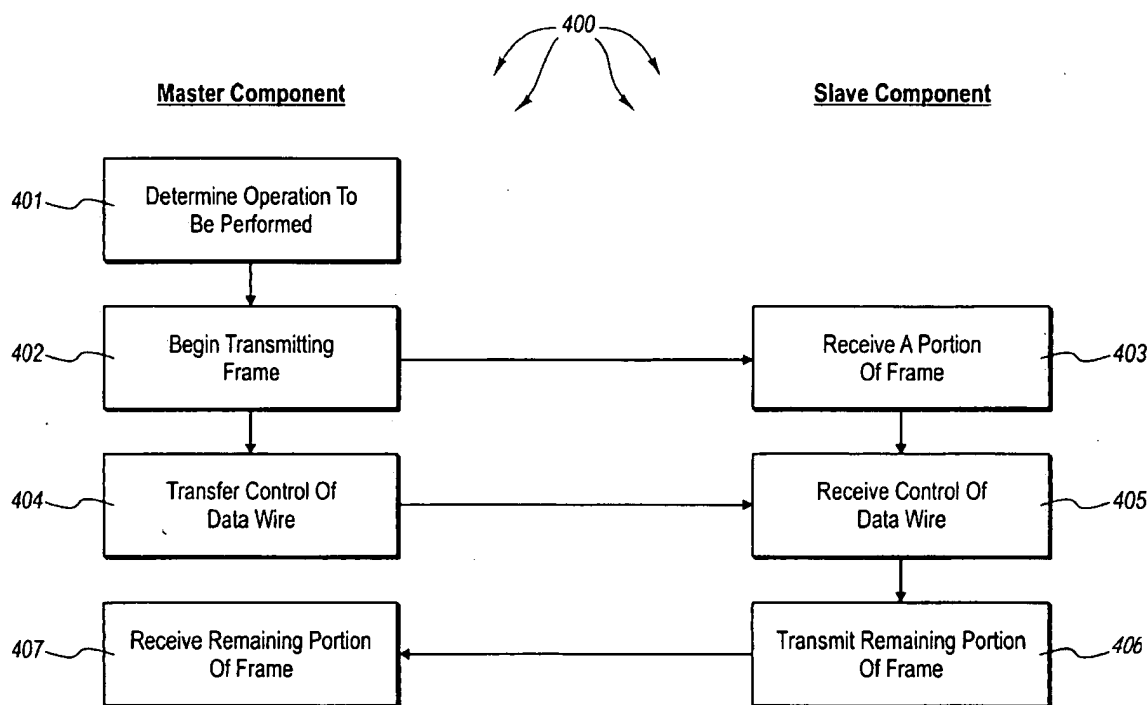 400
Master Component
Slave Component
401
Determine Operation To
Be Performed
402
Begin Transmitting
Frame
Receive A Portion
Of Frame
403
404
Transfer Control Of
Data Wire
Receive Control Of
Data Wire
405
407
Receive Remaining Portion
Of Frame
Transmit Remaining Portion
Of Frame
406